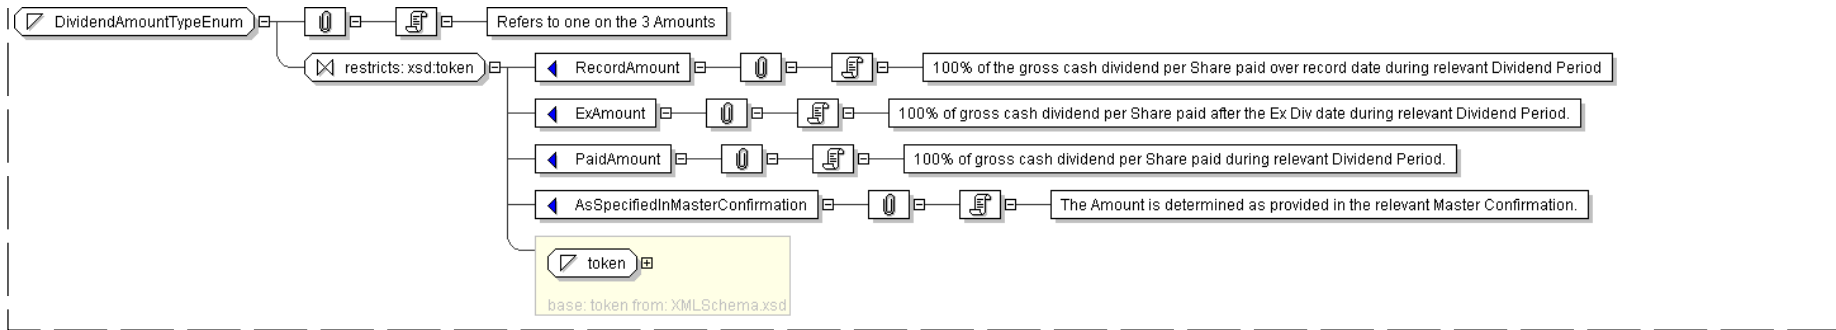 DividendAmountTypeEnum
Refers to one on the 3 Amounts
restricts: xsd:token
RecordAmount
100% of the gross cash dividend per Share paid over record date during relevant Dividend Period
ExAmount
100% of gross cash dividend per Share paid after the Ex Div date during relevant Dividend Period.
PaidAmount
100% of gross cash dividend per Share paid during relevant Dividend Period.
AsSpecifiedInMasterConfirmation
The Amount is determined as provided in the relevant Master Confirmation.
token
base: token from: XMLSchema.xsd